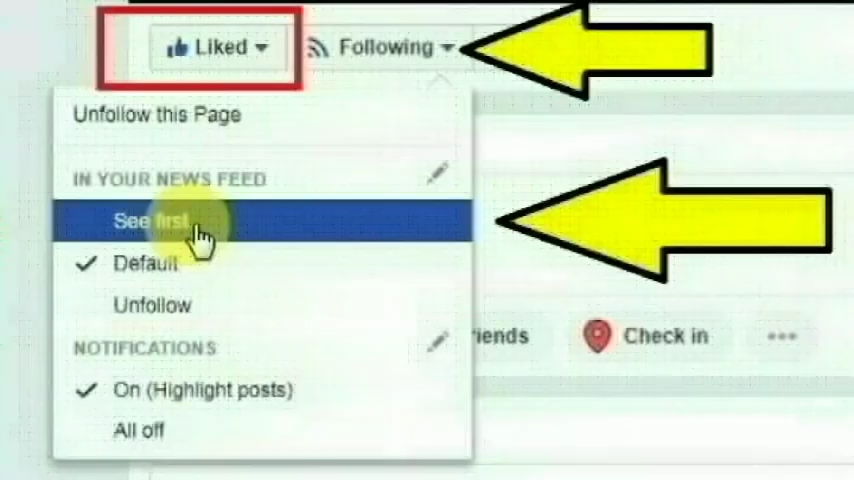 Liked
Following
Unfollow this Page
IN YOUR NEWS FEED
See first
Default
Unfollow
riends
Check in
NOTIFICATIONS
On (Highlight posts)
All off